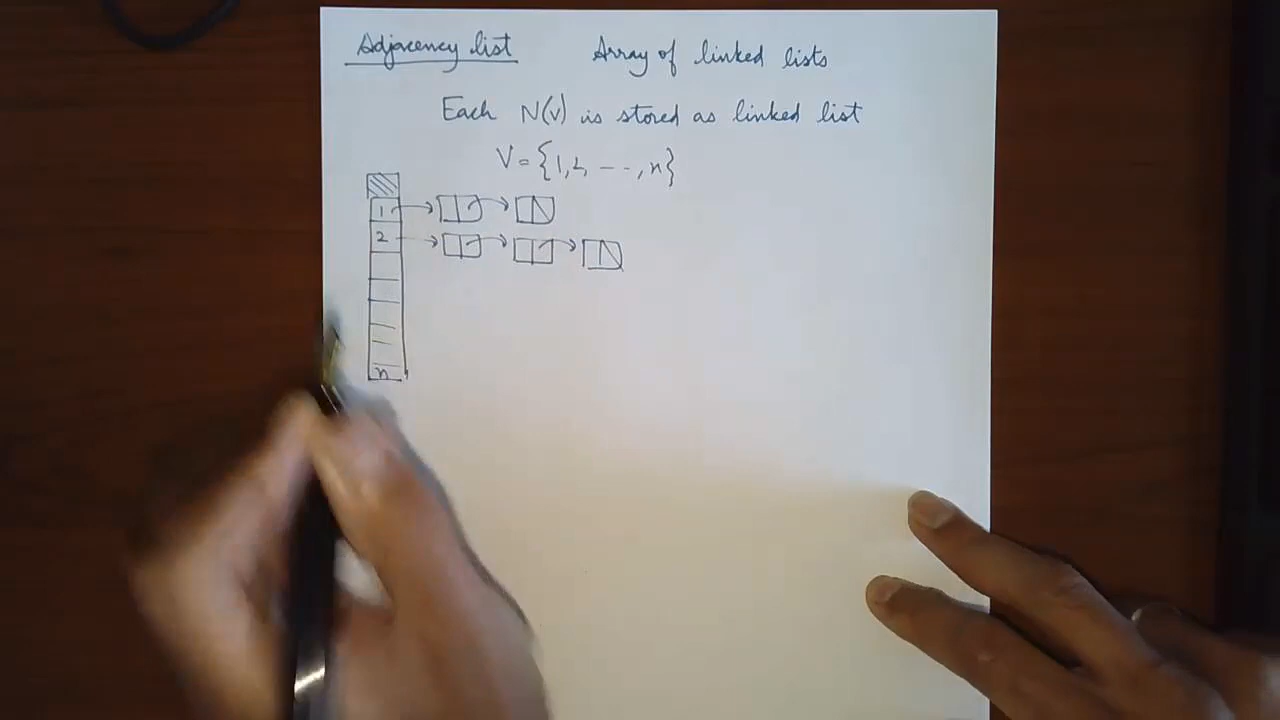 Adjacency list Array of linked lists
Each N(v) is stored as linked list
V = {1, 2, ---, n}
1
2
n